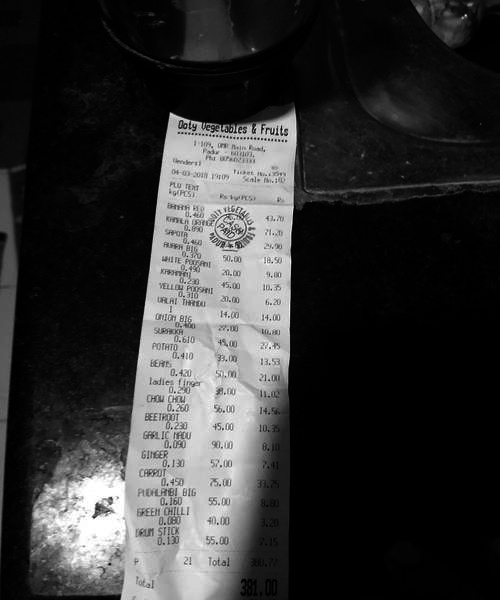 Ooty Vegetables & Fruits
1-109, OMR Main Road,
Padur - 603103,
Vendor:1
Ticket No.:
04-03-2018 19:09 Scale No.:02
PLU TEXT
kg(PCS) Rs/kg(PCS) Rs
BANANA RED
0.460 43.70
KAMALA ORANGE
0.890 71.20
SAPOTA
0.460 29.90
AVARA BIG
0.370 50.00 18.50
WHITE POOSANI
0.490 20.00 9.80
KARAMANI
0.230 45.00 10.35
YELLOW POOSANI
0.310 20.00 6.20
VALAI THANDU
1 14.00 14.00
ONION BIG
0.400 27.00 10.80
SURAKKA
0.610 45.00 27.45
POTATO
0.410 33.00 13.53
BEANS
0.420 50.00 21.00
ladies finger
0.290 38.00 11.02
CHOW CHOW
0.260 56.00 14.56
BEETROOT
0.230 45.00 10.35
GARLIC NADU
0.090 90.00 8.10
GINGER
0.130 57.00 7.41
CARROT
0.450 75.00 33.75
PUDALANBI BIG
0.160 55.00 8.80
GREEN CHILLI
0.080 40.00 3.20
DRUM STICK
0.130 55.00 7.15
P 21 Total 380.77
Total 381.00